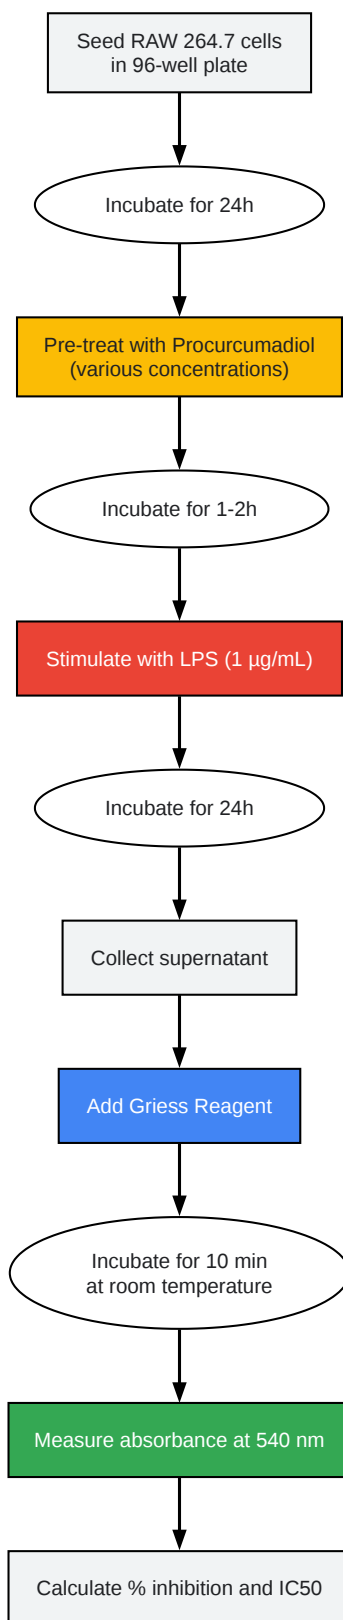 Seed RAW 264.7 cells
in 96-well plate
Incubate for 24h
Pre-treat with Procurcumadiol
(various concentrations)
Incubate for 1-2h
Stimulate with LPS (1 µg/mL)
Incubate for 24h
Collect supernatant
Add Griess Reagent
Incubate for 10 min
at room temperature
Measure absorbance at 540 nm
Calculate % inhibition and IC50